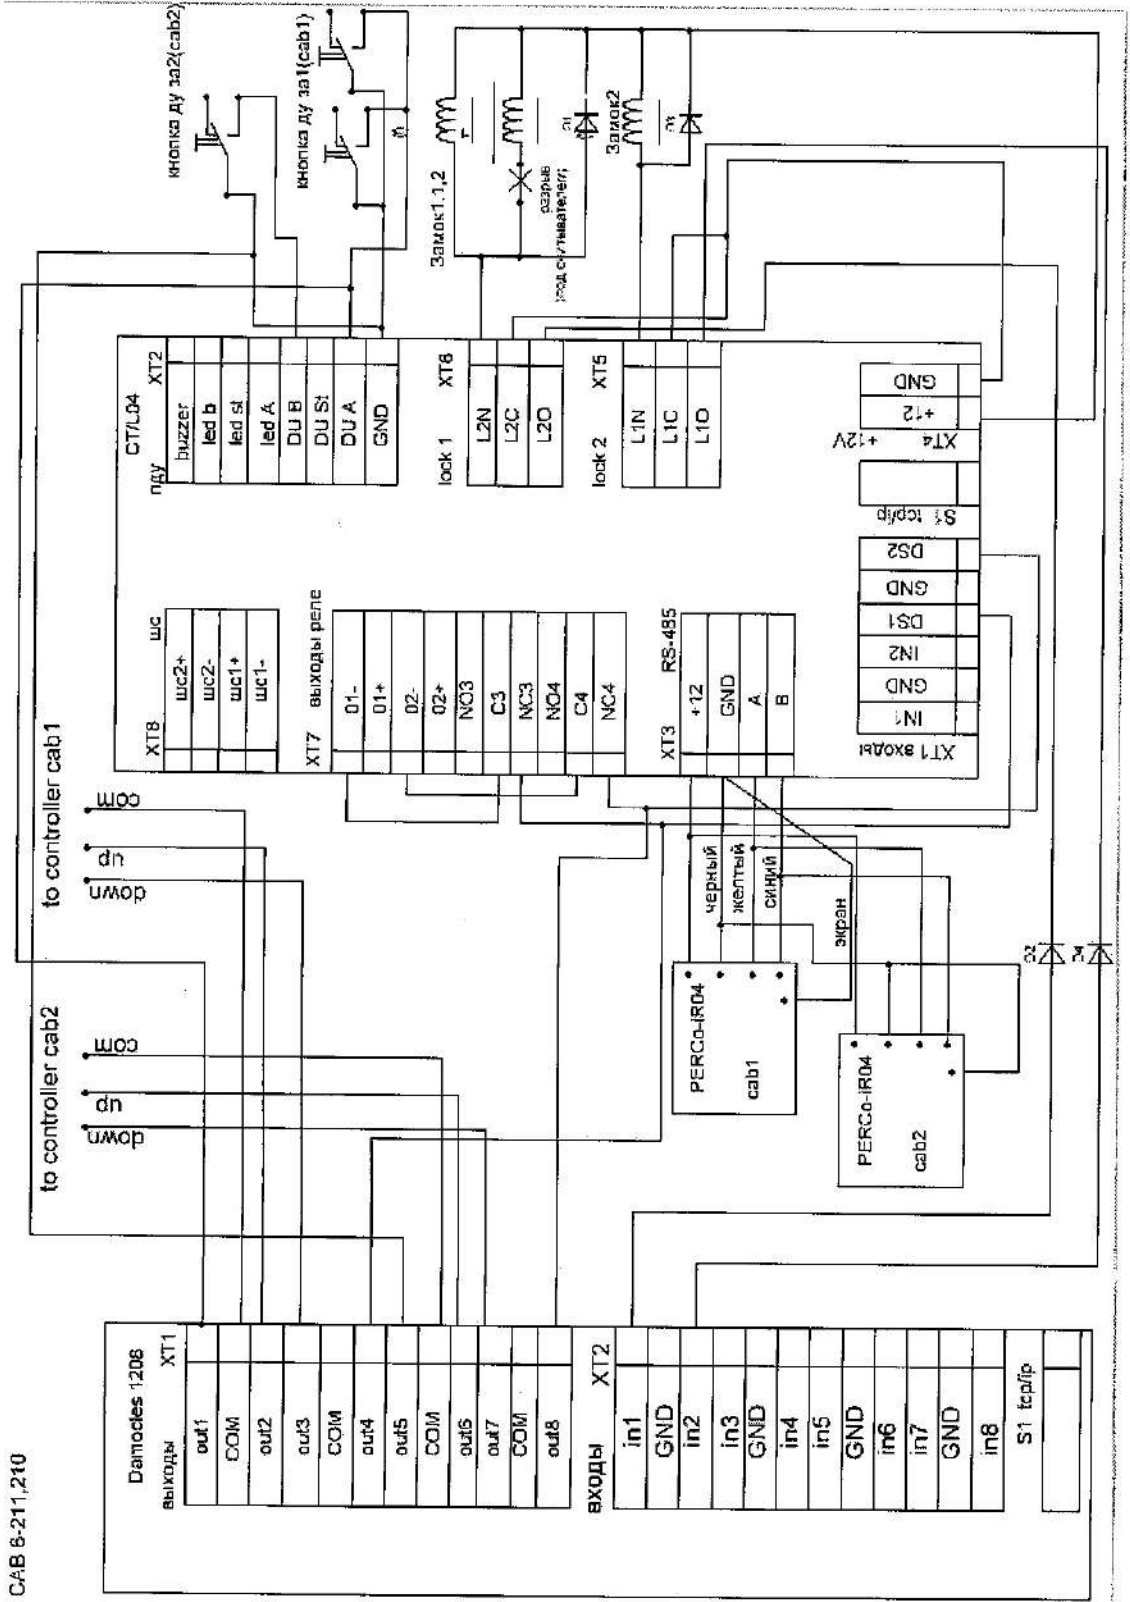 САВ 6-211,210
Damocles 1208
выходы XT1
out1
COM
out2
out3
COM
out4
out5
COM
out6
out7
COM
out8
входы XT2
in1
GND
in2
in3
GND
in4
in5
GND
in6
in7
GND
in8
S1 tcp/ip
to controller cab2
down
up
com
to controller cab1
down
up
com
PERCo-IR04
cab1
PERCo-IR04
cab2
черный
желтый
синий
экран
CT/L04
XT8 шс
шс2+
шс2-
шс1+
шс1-
XT7 выходы реле
01-
01+
02-
02+
NO3
C3
NC3
NO4
C4
NC4
XT3 RS-485
+12
GND
A
B
XT1 входы
IN1
GND
IN2
DS1
GND
DS2
S1 tcp/ip
XT4 +12V
+12
GND
пду XT2
buzzer
led b
led st
led A
DU B
DU St
DU A
GND
lock 1 XT6
L2N
L2C
L2O
lock 2 XT5
L1N
L1C
L1O
кнопка ду за2(cab2)
кнопка ду за1(cab1)
Замок1.1,2
разрыв
Замок2
D3
D2
D4